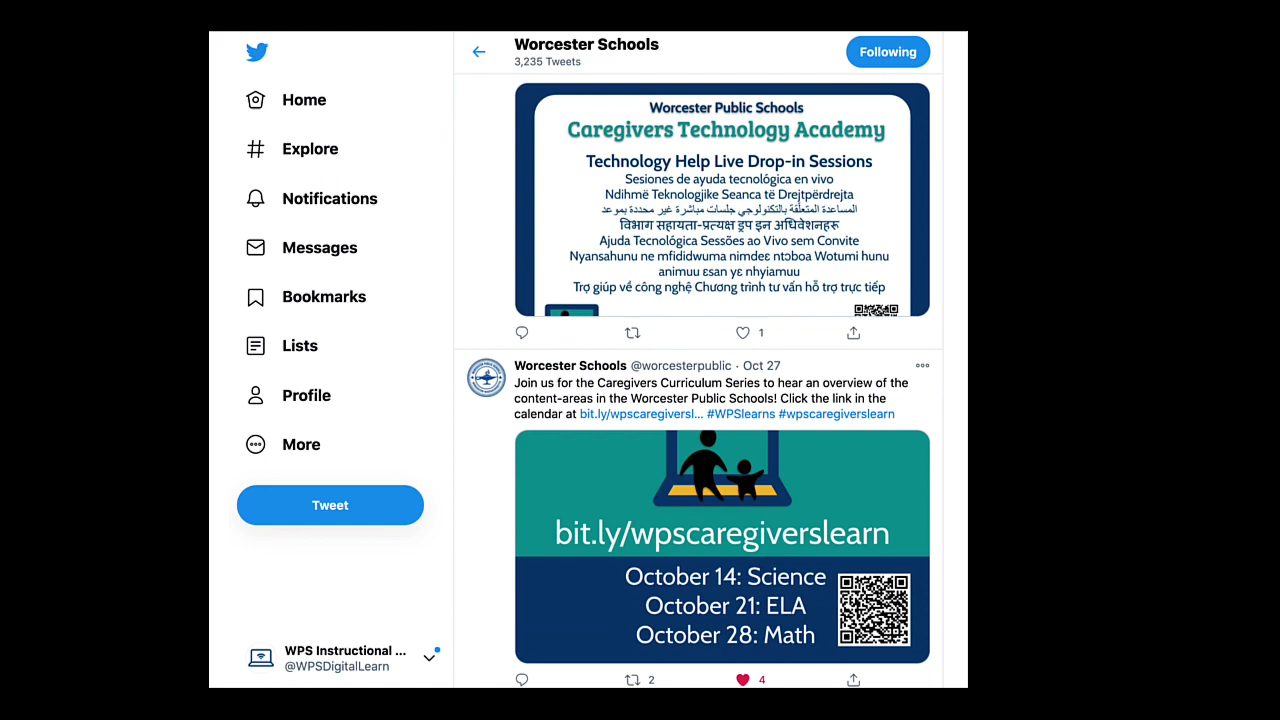 Worcester Schools
3,235 Tweets
Following
Home
Explore
Notifications
Messages
Bookmarks
Lists
Profile
More
Tweet
WPS Instructional ...
@WPSDigitalLearn
Worcester Public Schools
Caregivers Technology Academy
Technology Help Live Drop-in Sessions
Sesiones de ayuda tecnológica en vivo
Ndihmë Teknologjike Seanca të Drejtpërdrejta
المساعدة المتعلقة بالتكنولوجي جلسات مباشرة غير محددة بموعد
विभाग सहायता-प्रत्यक्ष ड्रप इन अधिवेशनहरू
Ajuda Tecnológica Sessões ao Vivo sem Convite
Nyansahunu ne mfididwuma nimdeɛ ntɔboa Wotumi hunu
animuu ɛsan yɛ nhyiamuu
Trợ giúp về công nghệ Chương trình tư vấn hỗ trợ trực tiếp
1
Worcester Schools @worcesterpublic · Oct 27
Join us for the Caregivers Curriculum Series to hear an overview of the
content-areas in the Worcester Public Schools! Click the link in the
calendar at bit.ly/wpscaregiversl... #WPSlearns #wpscaregiverslearn
bit.ly/wpscaregiverslearn
October 14: Science
October 21: ELA
October 28: Math
2 4